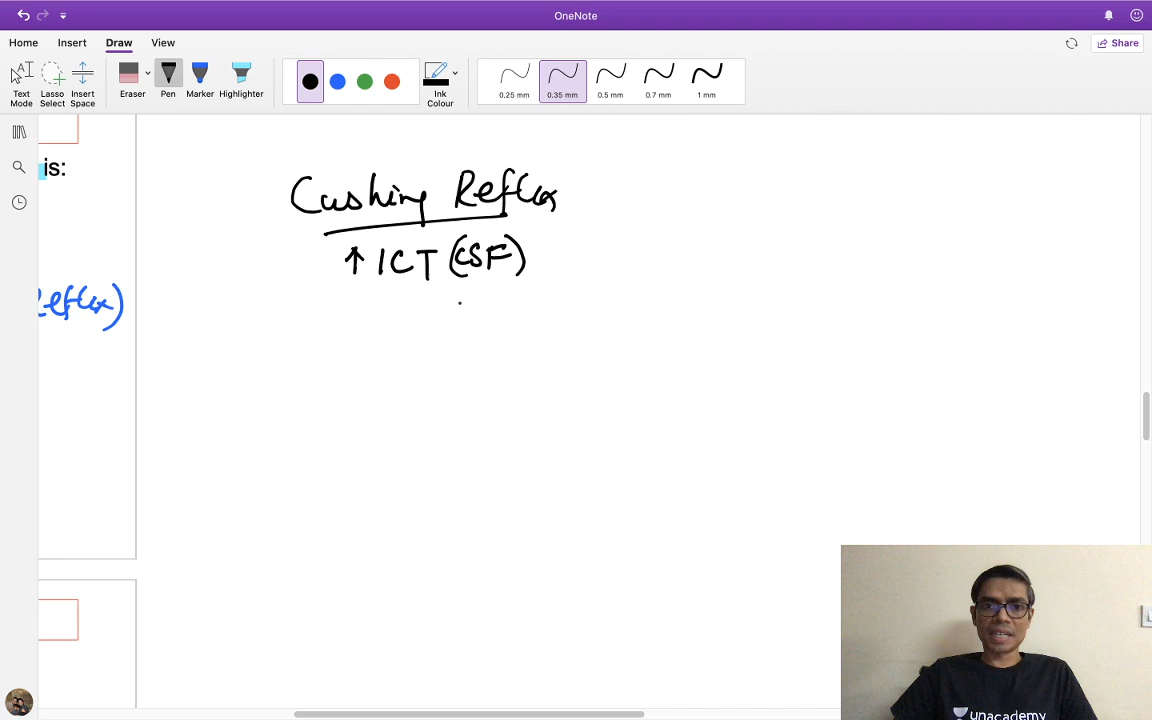 OneNote
Home Insert Draw View
Share
Text Mode
Lasso Select
Insert Space
Eraser
Pen
Marker
Highlighter
Ink Colour
0.25 mm
0.35 mm
0.5 mm
0.7 mm
1 mm
is:
Cushing Reflex
↑ ICT (CSF)
Reflex)
unacademy